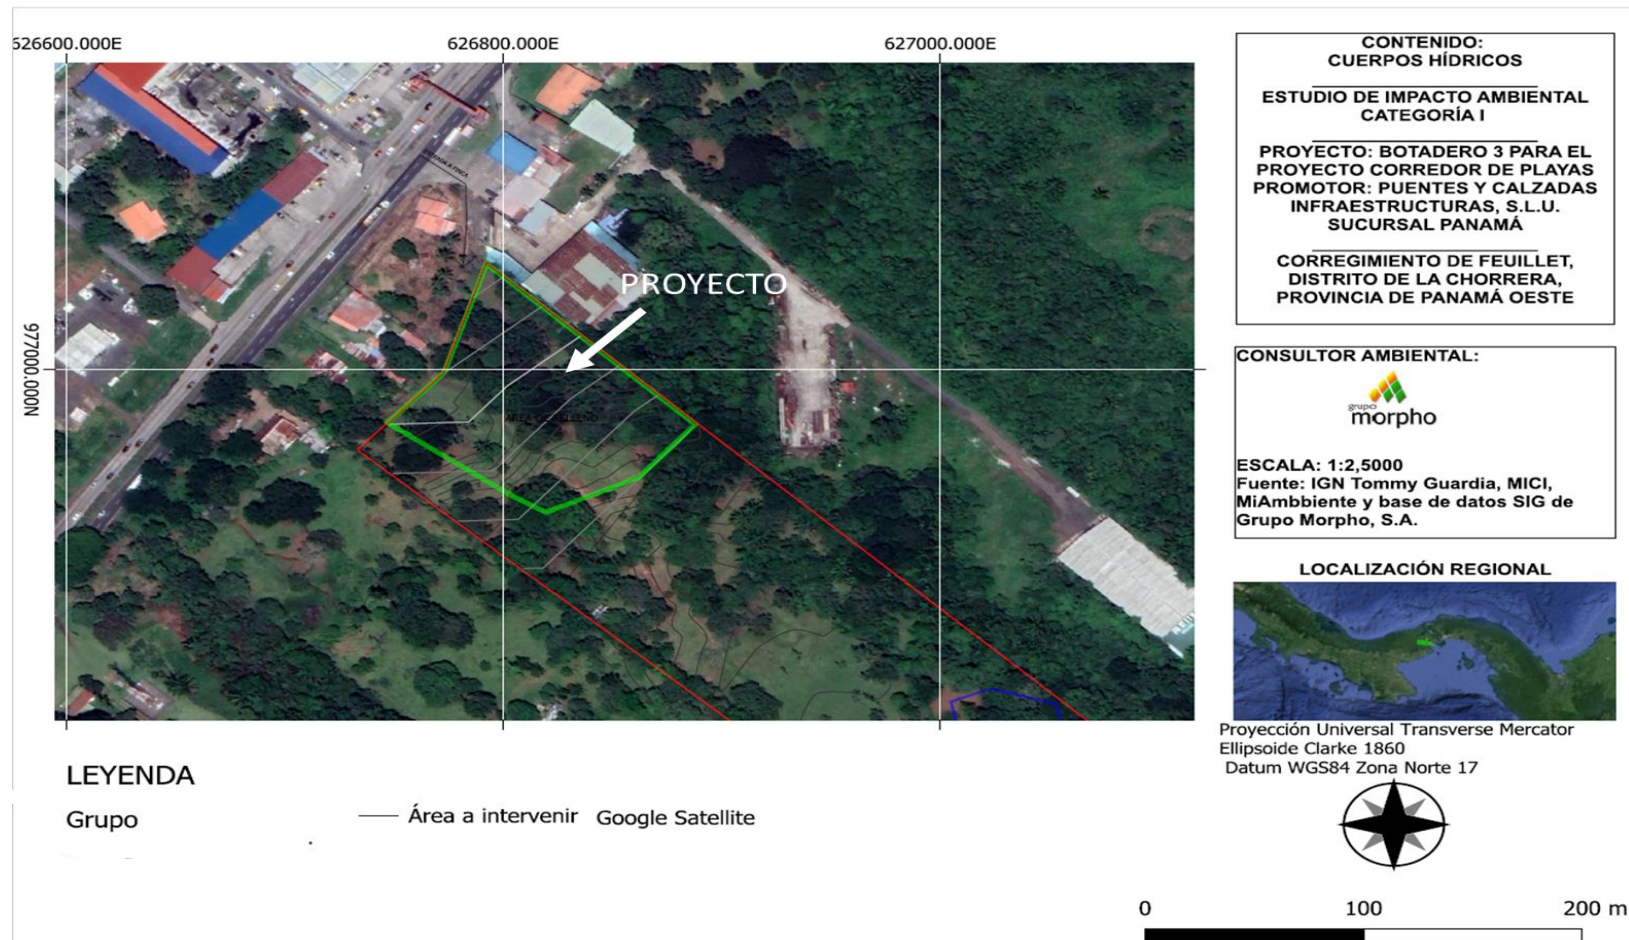 626600.000E
626800.000E
627000.000E
977000.000N
PROYECTO
CONTENIDO:
CUERPOS HÍDRICOS
ESTUDIO DE IMPACTO AMBIENTAL
CATEGORÍA I
PROYECTO: BOTADERO 3 PARA EL
PROYECTO CORREDOR DE PLAYAS
PROMOTOR: PUENTES Y CALZADAS
INFRAESTRUCTURAS, S.L.U.
SUCURSAL PANAMÁ
CORREGIMIENTO DE FEUILLET,
DISTRITO DE LA CHORRERA,
PROVINCIA DE PANAMÁ OESTE
CONSULTOR AMBIENTAL:
grupo
morpho
ESCALA: 1:2,5000
Fuente: IGN Tommy Guardia, MICI,
MiAmbbiente y base de datos SIG de
Grupo Morpho, S.A.
LOCALIZACIÓN REGIONAL
Proyección Universal Transverse Mercator
Ellipsoide Clarke 1860
Datum WGS84 Zona Norte 17
LEYENDA
Grupo
Área a intervenir
Google Satellite
0 100 200 m